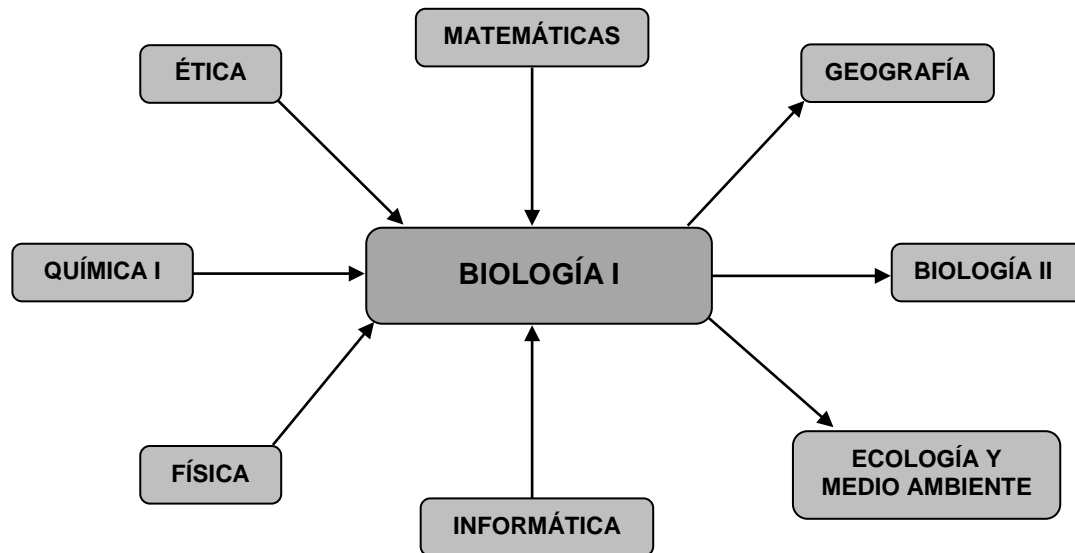 MATEMÁTICAS
ÉTICA
GEOGRAFÍA
QUÍMICA I
BIOLOGÍA I
BIOLOGÍA II
FÍSICA
ECOLOGÍA Y
MEDIO AMBIENTE
INFORMÁTICA